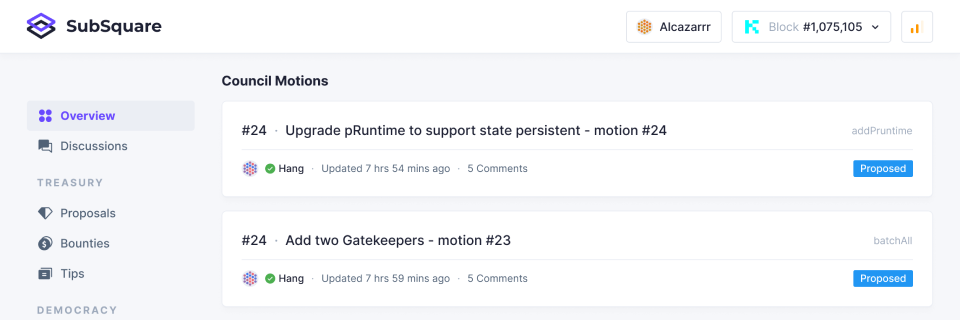 SubSquare
Alcazarrr
Block #1,075,105
Overview
Discussions
TREASURY
Proposals
Bounties
Tips
DEMOCRACY
Council Motions
#24 · Upgrade pRuntime to support state persistent - motion #24
addPruntime
Hang · Updated 7 hrs 54 mins ago · 5 Comments
Proposed
#24 · Add two Gatekeepers - motion #23
batchAll
Hang · Updated 7 hrs 59 mins ago · 5 Comments
Proposed